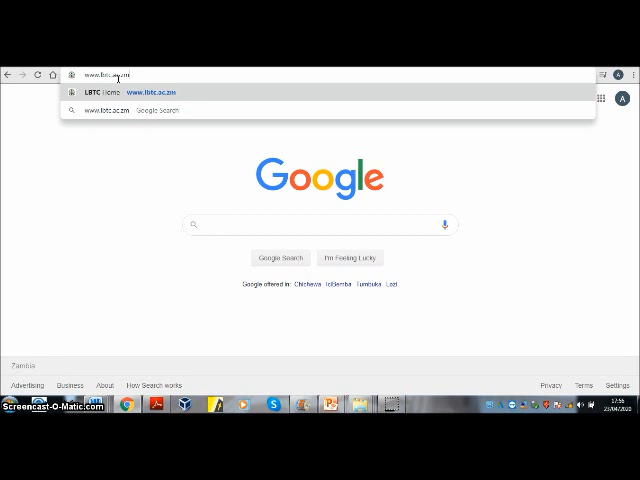 www.lbtc.ac.zm
A
LBTC Home - www.lbtc.ac.zm
www.lbtc.ac.zm - Google Search
A
Google
Google Search
I'm Feeling Lucky
Google offered in: Chichewa IciBemba Tumbuka Lozi
Zambia
Advertising Business About How Search works
Privacy Terms Settings
Screencast-O-Matic.com
17:56
23/04/2020